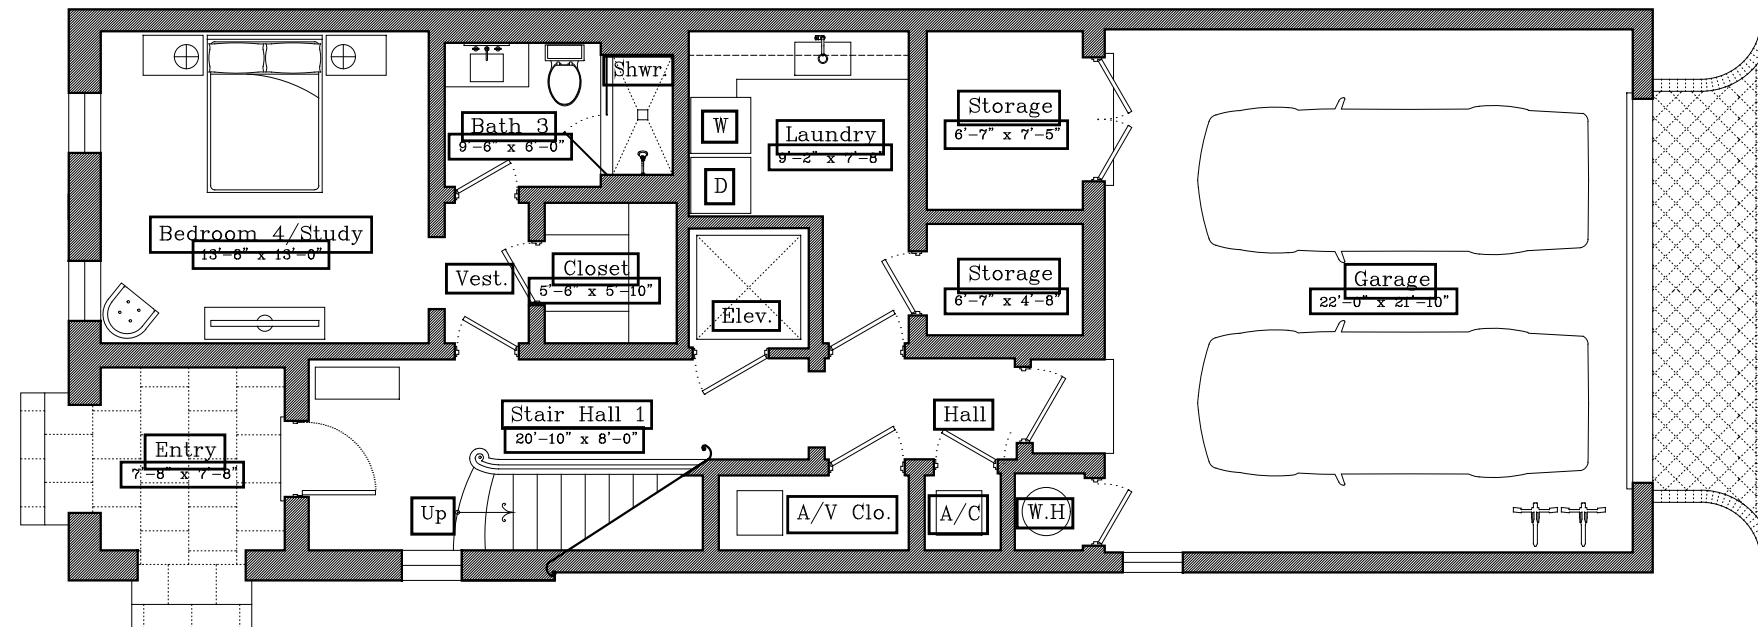 Shwr.
Bath 3
9'-6" x 6'-0"
W
Laundry
9'-2" x 7'-8"
D
Storage
6'-7" x 7'-5"
Bedroom 4/Study
13'-8" x 13'-0"
Vest.
Closet
5'-6" x 5'-10"
Elev.
Storage
6'-7" x 4'-8"
Garage
22'-0" x 21'-10"
Stair Hall 1
20'-10" x 8'-0"
Hall
Entry
7'-8" x 7'-8"
Up
A/V Clo.
A/C
W.H